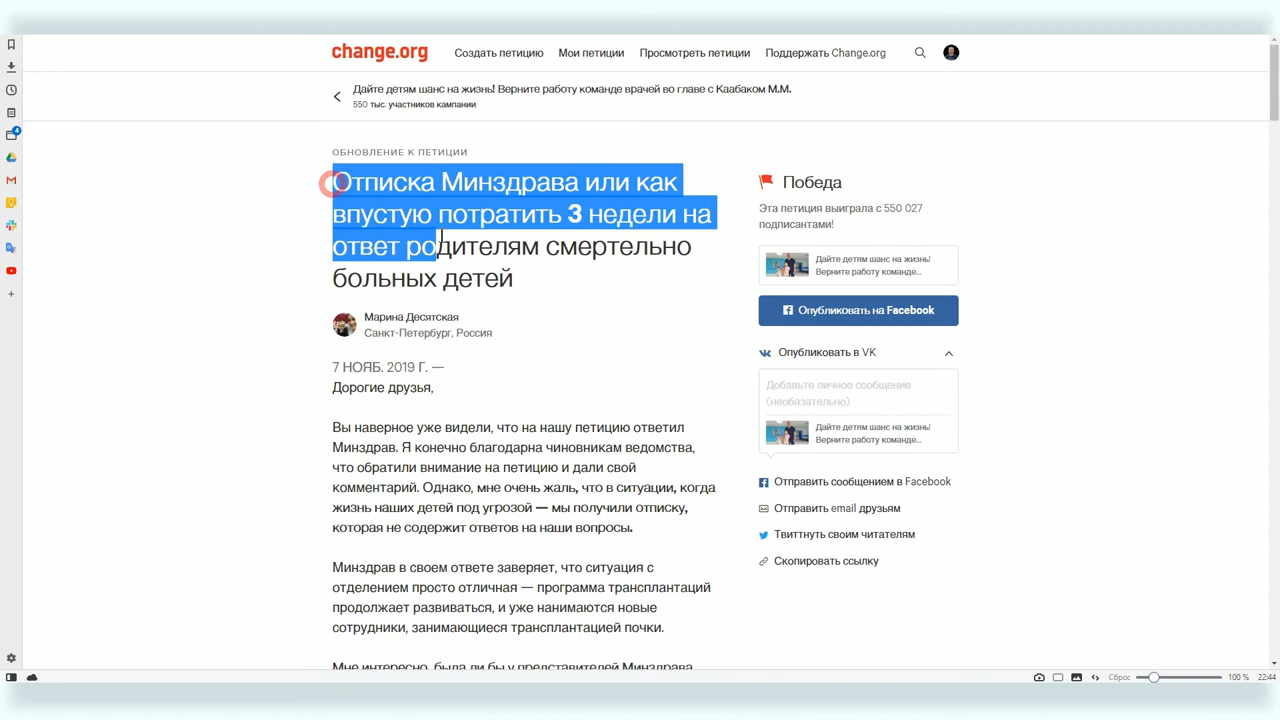 change.org
Создать петицию
Мои петиции
Просмотреть петиции
Поддержать Change.org
Дайте детям шанс на жизнь! Верните работу команде врачей во главе с Каабаком М.М.
550 тыс. участников кампании
ОБНОВЛЕНИЕ К ПЕТИЦИИ
Отписка Минздрава или как
впустую потратить 3 недели на
ответ родителям смертельно
больных детей
Марина Десятская
Санкт-Петербург, Россия
7 НОЯБ. 2019 Г. —
Дорогие друзья,
Вы наверное уже видели, что на нашу петицию ответил
Минздрав. Я конечно благодарна чиновникам ведомства,
что обратили внимание на петицию и дали свой
комментарий. Однако, мне очень жаль, что в ситуации, когда
жизнь наших детей под угрозой — мы получили отписку,
которая не содержит ответов на наши вопросы.
Минздрав в своем ответе заверяет, что ситуация с
отделением просто отличная — программа трансплантаций
продолжает развиваться, и уже нанимаются новые
сотрудники, занимающиеся трансплантацией почки.
Мне интересно, была ли бы у представителей Минздрава
Победа
Эта петиция выиграла с 550 027
подписантами!
Дайте детям шанс на жизнь!
Верните работу команде...
Опубликовать на Facebook
Опубликовать в VK
Добавьте личное сообщение
(необязательно)
Дайте детям шанс на жизнь!
Верните работу команде...
Отправить сообщением в Facebook
Отправить email друзьям
Твиттнуть своим читателям
Скопировать ссылку
4
Сброс
100 %
22:44